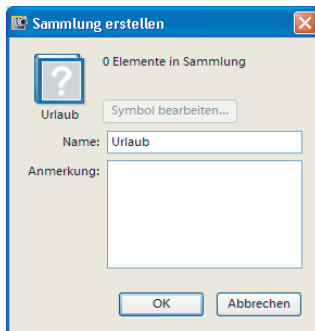 Sammlung erstellen
0 Elemente in Sammlung
Urlaub
Symbol bearbeiten...
Name: Urlaub
Anmerkung:
OK Abbrechen